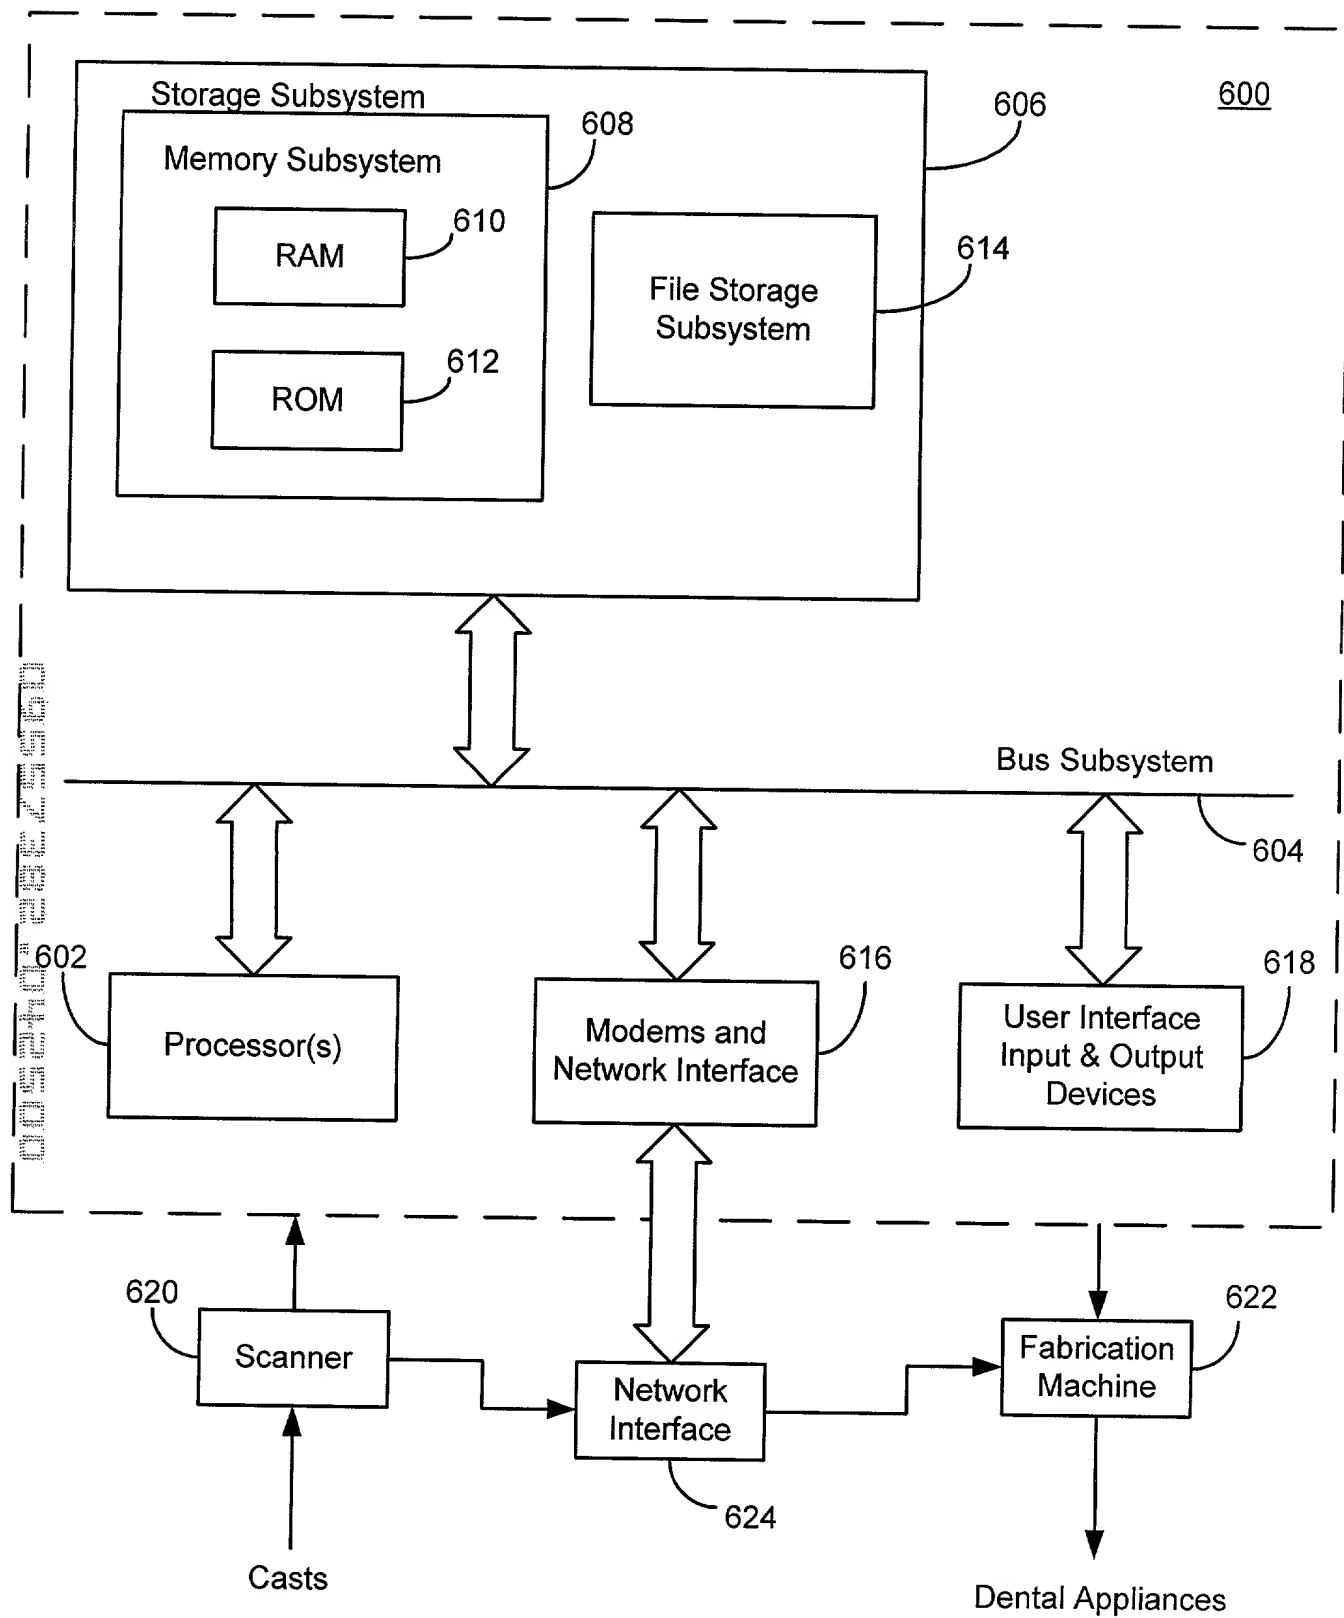 600
Storage Subsystem
606
608
Memory Subsystem
610
RAM
614
File Storage
Subsystem
612
ROM
Bus Subsystem
604
602
616
618
Processor(s)
Modems and
Network Interface
User Interface
Input & Output
Devices
620
Scanner
622
Fabrication
Machine
Network
Interface
624
Casts
Dental Appliances